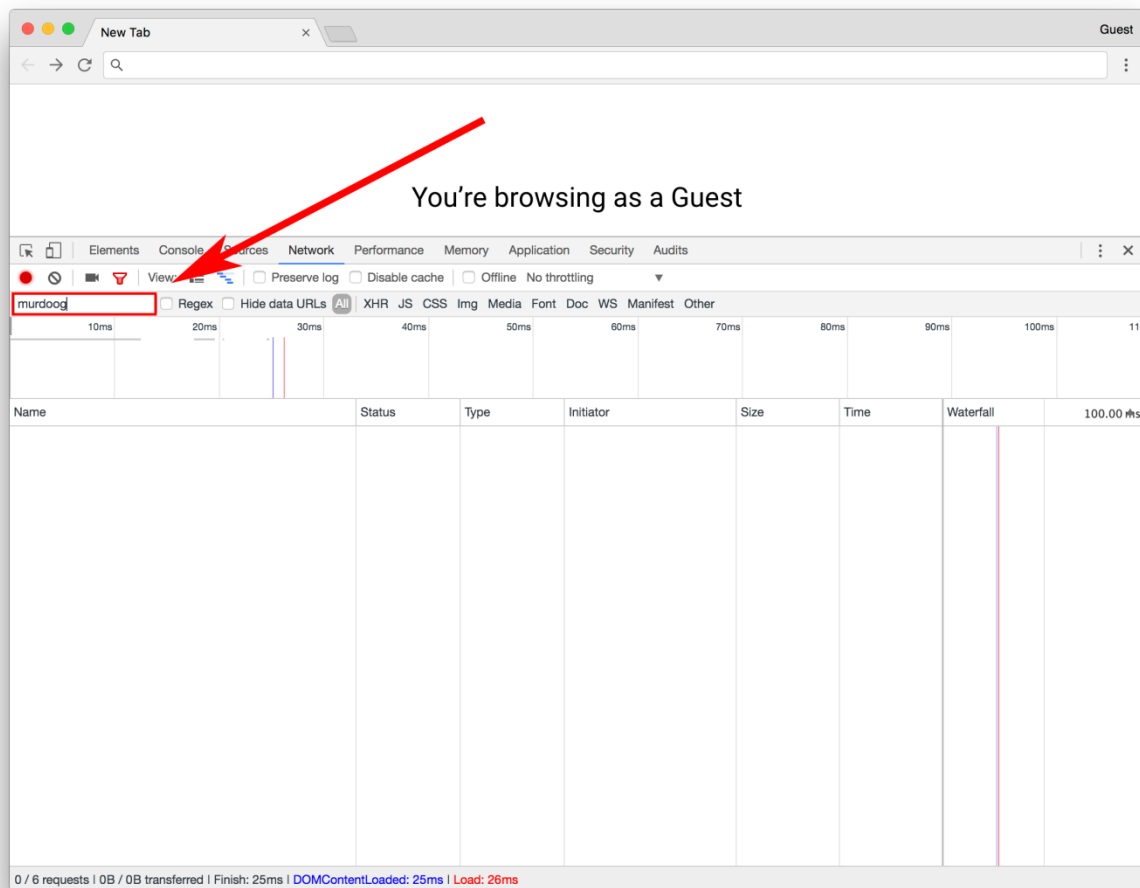 New Tab
Guest
You're browsing as a Guest
Elements Console Sources Network Performance Memory Application Security Audits
View: Preserve log Disable cache Offline No throttling
murdoog Regex Hide data URLs All XHR JS CSS Img Media Font Doc WS Manifest Other
10ms 20ms 30ms 40ms 50ms 60ms 70ms 80ms 90ms 100ms 11
Name Status Type Initiator Size Time Waterfall 100.00 ms
0 / 6 requests | 0B / 0B transferred | Finish: 25ms | DOMContentLoaded: 25ms | Load: 26ms